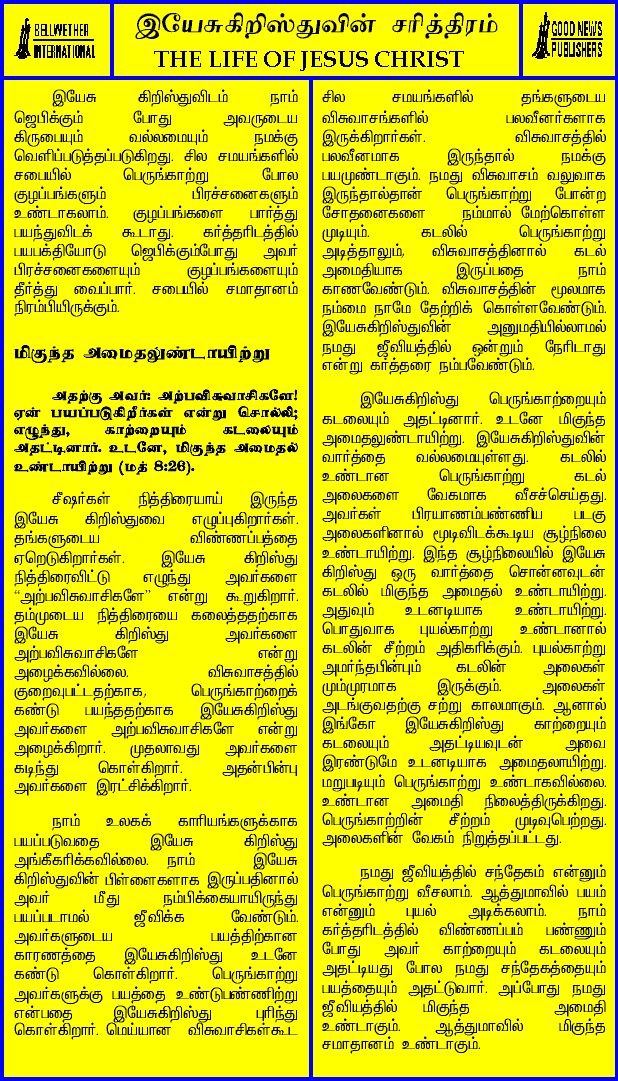 BELLWETHER
INTERNATIONAL
இயேசுகிறிஸ்துவின் சரித்திரம்
THE LIFE OF JESUS CHRIST
GOOD NEWS
PUBLISHERS
இயேசு கிறிஸ்துவிடம் நாம்
ஜெபிக்கும் போது அவருடைய
கிருபையும் வல்லமையும் நமக்கு
வெளிப்படுத்தப்படுகிறது. சில சமயங்களில்
சபையில் பெருங்காற்று போல
குழப்பங்களும் பிரச்சனைகளும்
உண்டாகலாம். குழப்பங்களை பார்த்து
பயந்துவிடக் கூடாது. கர்த்தரிடத்தில்
பயபக்தியோடு ஜெபிக்கும்போது அவர்
பிரச்சனைகளையும் குழப்பங்களையும்
தீர்த்து வைப்பார். சபையில் சமாதானம்
நிரம்பியிருக்கும்.
மிகுந்த அமைதலுண்டாயிற்று
அதற்கு அவர்: அற்பவிசுவாசிகளே!
ஏன் பயப்படுகிறீர்கள் என்று சொல்லி;
எழுந்து, காற்றையும் கடலையும்
அதட்டினார். உடனே, மிகுந்த அமைதல்
உண்டாயிற்று (மத் 8:26).
சீஷர்கள் நித்திரையாய் இருந்த
இயேசு கிறிஸ்துவை எழுப்புகிறார்கள்.
தங்களுடைய விண்ணப்பத்தை
ஏறெடுகிறார்கள். இயேசு கிறிஸ்து
நித்திரைவிட்டு எழுந்து அவர்களை
“அற்பவிசுவாசிகளே” என்று கூறுகிறார்.
தம்முடைய நித்திரையை கலைத்ததற்காக
இயேசு கிறிஸ்து அவர்களை
அற்பவிசுவாசிகளே என்று
அழைக்கவில்லை. விசுவாசத்தில்
குறைவுபட்டதற்காக, பெருங்காற்றைக்
கண்டு பயந்ததற்காக இயேசுகிறிஸ்து
அவர்களை அற்பவிசுவாசிகளே என்று
அழைக்கிறார். முதலாவது அவர்களை
கடிந்து கொள்கிறார். அதன்பின்பு
அவர்களை இரட்சிக்கிறார்.
நாம் உலகக் காரியங்களுக்காக
பயப்படுவதை இயேசு கிறிஸ்து
அங்கீகரிக்கவில்லை. நாம் இயேசு
கிறிஸ்துவின் பிள்ளைகளாக இருப்பதினால்
அவர் மீது நம்பிக்கையாயிருந்து
பயப்படாமல் ஜீவிக்க வேண்டும்.
அவர்களுடைய பயத்திற்கான
காரணத்தை இயேசுகிறிஸ்து உடனே
கண்டு கொள்கிறார். பெருங்காற்று
அவர்களுக்கு பயத்தை உண்டுபண்ணிற்று
என்பதை இயேசுகிறிஸ்து புரிந்து
கொள்கிறார். மெய்யான விசுவாசிகள்கூட
சில சமயங்களில் தங்களுடைய
விசுவாசங்களில் பலவீனர்களாக
இருக்கிறார்கள். விசுவாசத்தில்
பலவீனமாக இருந்தால் நமக்கு
பயமுண்டாகும். நமது விசுவாசம் வலுவாக
இருந்தால்தான் பெருங்காற்று போன்ற
சோதனைகளை நம்மால் மேற்கொள்ள
முடியும். கடலில் பெருங்காற்று
அடித்தாலும், விசுவாசத்தினால் கடல்
அமைதியாக இருப்பதை நாம்
காணவேண்டும். விசுவாசத்தின் மூலமாக
நம்மை நாமே தேற்றிக் கொள்ளவேண்டும்.
இயேசுகிறிஸ்துவின் அனுமதியில்லாமல்
நமது ஜீவியத்தில் ஒன்றும் நேரிடாது
என்று கர்த்தரை நம்பவேண்டும்.
இயேசுகிறிஸ்து பெருங்காற்றையும்
கடலையும் அதட்டினார். உடனே மிகுந்த
அமைதலுண்டாயிற்று. இயேசுகிறிஸ்துவின்
வார்த்தை வல்லமையுள்ளது. கடலில்
உண்டான பெருங்காற்று கடல்
அலைகளை வேகமாக வீசச்செய்தது.
அவர்கள் பிரயாணம்பண்ணிய படகு
அலைகளினால் மூடிவிடக்கூடிய சூழ்நிலை
உண்டாயிற்று. இந்த சூழ்நிலையில் இயேசு
கிறிஸ்து ஒரு வார்த்தை சொன்னவுடன்
கடலில் மிகுந்த அமைதல் உண்டாயிற்று.
அதுவும் உடனடியாக உண்டாயிற்று.
பொதுவாக புயல்காற்று உண்டானால்
கடலின் சீற்றம் அதிகரிக்கும். புயல்காற்று
அமர்ந்தபின்பும் கடலின் அலைகள்
மும்முரமாக இருக்கும். அலைகள்
அடங்குவதற்கு சற்று காலமாகும். ஆனால்
இங்கோ இயேசுகிறிஸ்து காற்றையும்
கடலையும் அதட்டியவுடன் அவை
இரண்டுமே உடனடியாக அமைதலாயிற்று.
மறுபடியும் பெருங்காற்று உண்டாகவில்லை.
உண்டான அமைதி நிலைத்திருக்கிறது.
பெருங்காற்றின் சீற்றம் முடிவுபெற்றது.
அலைகளின் வேகம் நிறுத்தப்பட்டது.
நமது ஜீவியத்தில் சந்தேகம் என்னும்
பெருங்காற்று வீசலாம். ஆத்துமாவில் பயம்
என்னும் புயல் அடிக்கலாம். நாம்
கர்த்தரிடத்தில் விண்ணப்பம் பண்ணும்
போது அவர் காற்றையும் கடலையும்
அதட்டியது போல நமது சந்தேகத்தையும்
பயத்தையும் அதட்டுவார். அப்போது நமது
ஜீவியத்தில் மிகுந்த அமைதி
உண்டாகும். ஆத்துமாவில் மிகுந்த
சமாதானம் உண்டாகும்.